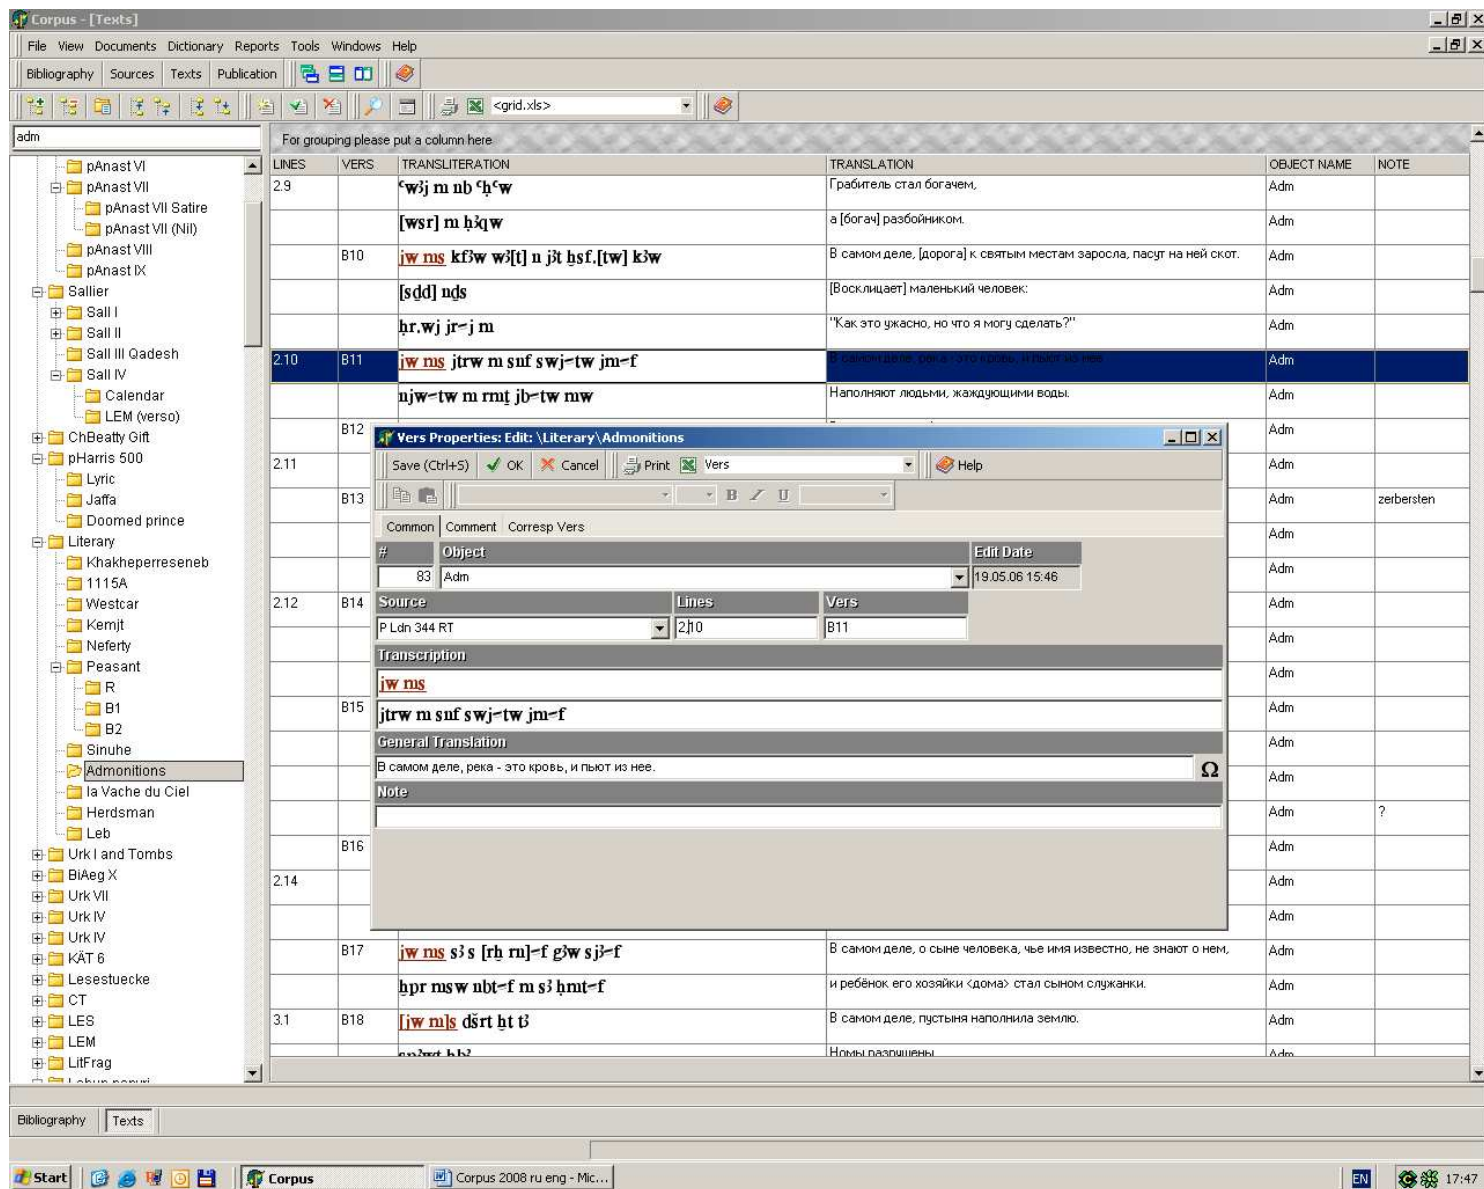 Corpus - [Texts]
File View Documents Dictionary Reports Tools Windows Help
Bibliography Sources Texts Publication
<grid.xls>
adm
For grouping please put a column here
pAnast VI
pAnast VII
pAnast VII Satire
pAnast VII (Nil)
pAnast VIII
pAnast IX
Sallier
Sall I
Sall II
Sall III Qadesh
Sall IV
Calendar
LEM (verso)
ChBeatty Gift
pHarris 500
Lyric
Jaffa
Doomed prince
Literary
Khakheperreseneb
1115A
Westcar
Kemjt
Neferty
Peasant
R
B1
B2
Sinuhe
Admonitions
la Vache du Ciel
Herdsman
Leb
Urk I and Tombs
BiAeg X
Urk VII
Urk IV
Urk IV
KÄT 6
Lesestuecke
CT
LES
LEM
LitFrag
LINES VERS TRANSLITERATION TRANSLATION OBJECT NAME NOTE
2.9 ꜥwꜣj m nb ꜥḥꜥw Грабитель стал богачем, Adm
[wsr] m ḥꜣqw а [богач] разбойником. Adm
B10 jw ms kfꜣw wꜣ[t] n jꜣt ḫsf.[tw] kꜣw В самом деле, [дорога] к святым местам заросла, пасут на ней скот. Adm
[sḏd] nḏs [Восклицает] маленький человек: Adm
ḥr.wj jr=j m "Как это ужасно, но что я могу сделать?" Adm
2.10 B11 jw ms jtrw m snf swj=tw jm=f В самом деле, река - это кровь, и пьют из нее. Adm
njw=tw m rmṯ jb=tw mw Наполняют людьми, жаждующими воды. Adm
B12 Adm
2.11 Adm
B13 Adm zerbersten
Adm
Adm
2.12 B14 Adm
Adm
Adm
B15 Adm
Adm
Adm
Adm ?
B16 Adm
2.14 Adm
Adm
B17 jw ms sꜣ s [rḫ rn]=f gꜣw sjꜣ=f В самом деле, о сыне человека, чье имя известно, не знают о нем, Adm
ḫpr msw nbt=f m sꜣ ḥmt=f и ребёнок его хозяйки <дома> стал сыном служанки. Adm
3.1 B18 [jw m]s dšrt ḫt tꜣ В самом деле, пустыня наполнила землю. Adm
Номы разрушены Adm
Vers Properties: Edit: \Literary\Admonitions
Save (Ctrl+S) OK Cancel Print Vers Help
B I U
Common Comment Corresp Vers
# Object Edit Date
83 Adm 19.05.06 15:46
Source Lines Vers
P Ldn 344 RT 2,10 B11
Transcription
jw ms
jtrw m snf swj=tw jm=f
General Translation
В самом деле, река - это кровь, и пьют из нее.
Ω
Note
Bibliography Texts
Start Corpus Corpus 2008 ru eng - Mic... EN 17:47